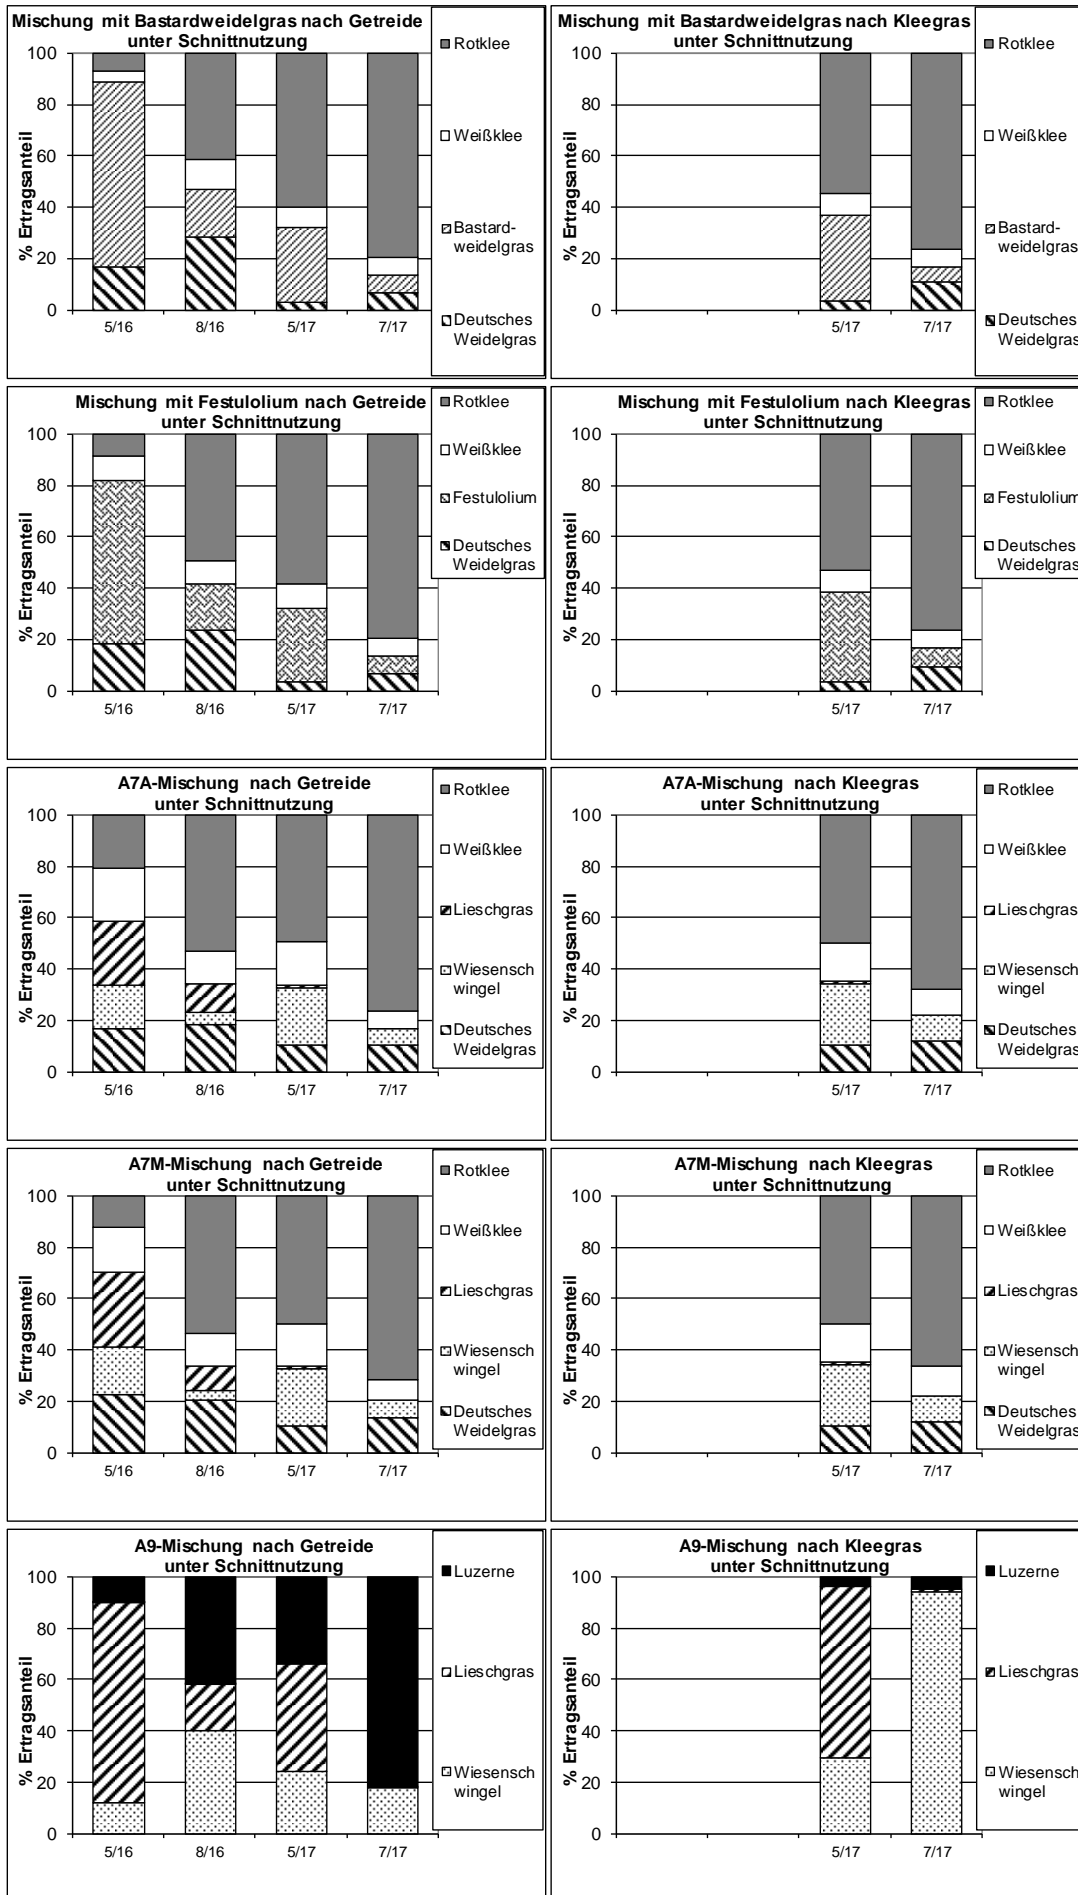 Mischung mit Bastardweidelgras nach Getreide
unter Schnittnutzung
% Ertragsanteil
100
80
60
40
20
0
5/16 8/16 5/17 7/17
Rotklee
Weißklee
Bastard-
weidelgras
Deutsches
Weidelgras
Mischung mit Bastardweidelgras nach Kleegras
unter Schnittnutzung
% Ertragsanteil
100
80
60
40
20
0
5/17 7/17
Rotklee
Weißklee
Bastard-
weidelgras
Deutsches
Weidelgras
Mischung mit Festulolium nach Getreide
unter Schnittnutzung
% Ertragsanteil
100
80
60
40
20
0
5/16 8/16 5/17 7/17
Rotklee
Weißklee
Festulolium
Deutsches
Weidelgras
Mischung mit Festulolium nach Kleegras
unter Schnittnutzung
% Ertragsanteil
100
80
60
40
20
0
5/17 7/17
Rotklee
Weißklee
Festulolium
Deutsches
Weidelgras
A7A-Mischung nach Getreide
unter Schnittnutzung
% Ertragsanteil
100
80
60
40
20
0
5/16 8/16 5/17 7/17
Rotklee
Weißklee
Lieschgras
Wiesensch
wingel
Deutsches
Weidelgras
A7A-Mischung nach Kleegras
unter Schnittnutzung
% Ertragsanteil
100
80
60
40
20
0
5/17 7/17
Rotklee
Weißklee
Lieschgras
Wiesensch
wingel
Deutsches
Weidelgras
A7M-Mischung nach Getreide
unter Schnittnutzung
% Ertragsanteil
100
80
60
40
20
0
5/16 8/16 5/17 7/17
Rotklee
Weißklee
Lieschgras
Wiesensch
wingel
Deutsches
Weidelgras
A7M-Mischung nach Kleegras
unter Schnittnutzung
% Ertragsanteil
100
80
60
40
20
0
5/17 7/17
Rotklee
Weißklee
Lieschgras
Wiesensch
wingel
Deutsches
Weidelgras
A9-Mischung nach Getreide
unter Schnittnutzung
% Ertragsanteil
100
80
60
40
20
0
5/16 8/16 5/17 7/17
Luzerne
Lieschgras
Wiesensch
wingel
A9-Mischung nach Kleegras
unter Schnittnutzung
% Ertragsanteil
100
80
60
40
20
0
5/17 7/17
Luzerne
Lieschgras
Wiesensch
wingel